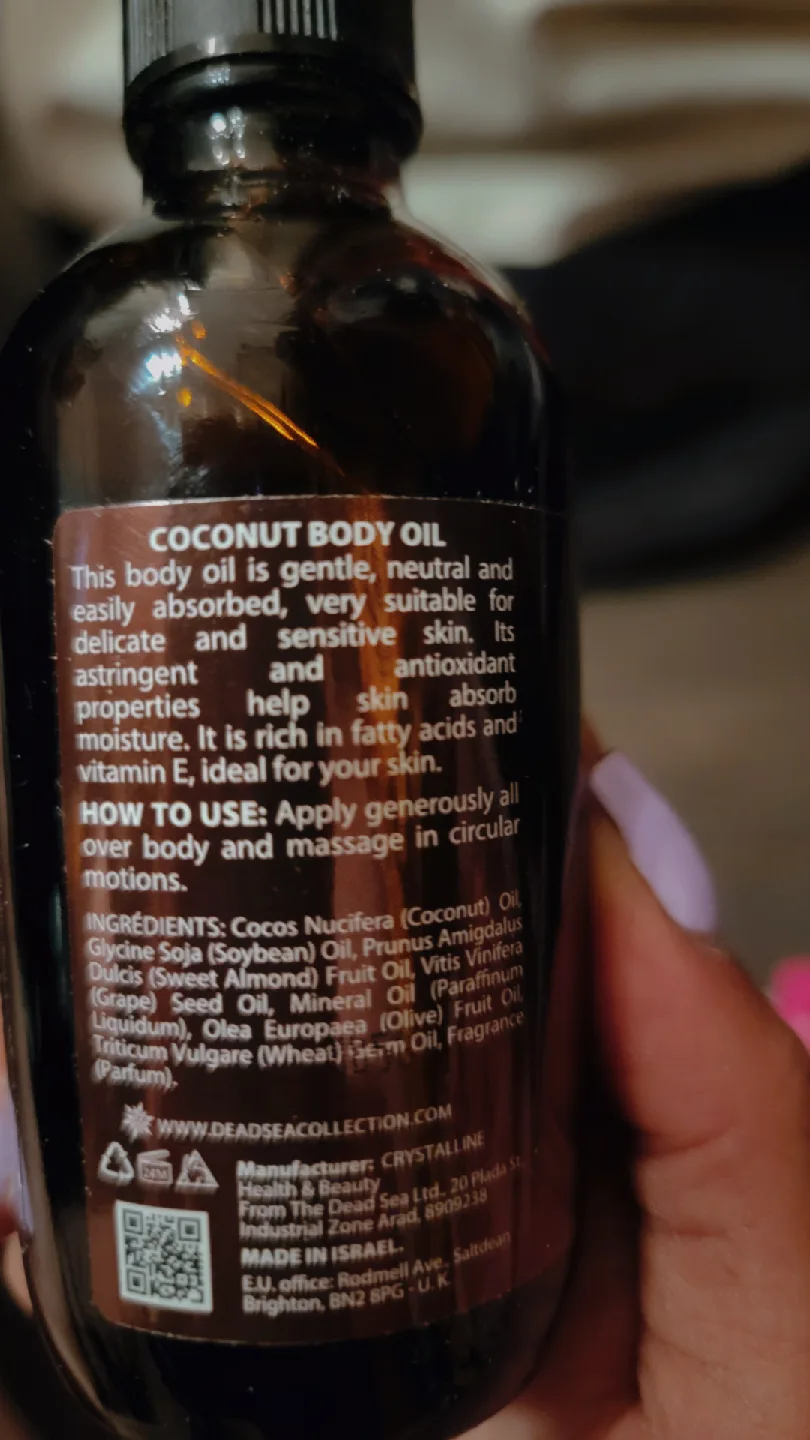 COCONUT BODY OIL
This body oil is gentle, neutral and
easily absorbed, very suitable for
delicate and sensitive skin. Its
astringent and antioxidant
properties help skin absorb
moisture. It is rich in fatty acids and
vitamin E, ideal for your skin.
HOW TO USE: Apply generously all
over body and massage in circular
motions.
INGRÉDIENTS: Cocos Nucifera (Coconut) Oil,
Glycine Soja (Soybean) Oil, Prunus Amigdalus
Dulcis (Sweet Almond) Fruit Oil, Vitis Vinifera
(Grape) Seed Oil, Mineral Oil (Paraffinum
Liquidum), Olea Europaea (Olive) Fruit Oil,
Triticum Vulgare (Wheat) Germ Oil, Fragrance
(Parfum).
WWW.DEADSEACOLLECTION.COM
24M
Manufacturer: CRYSTALLINE
Health & Beauty
From The Dead Sea Ltd. 20 Plada St.
Industrial Zone Arad, 8909238
MADE IN ISRAEL.
E.U. office: Rodmell Ave., Saltdean
Brighton, BN2 8PG - U.K